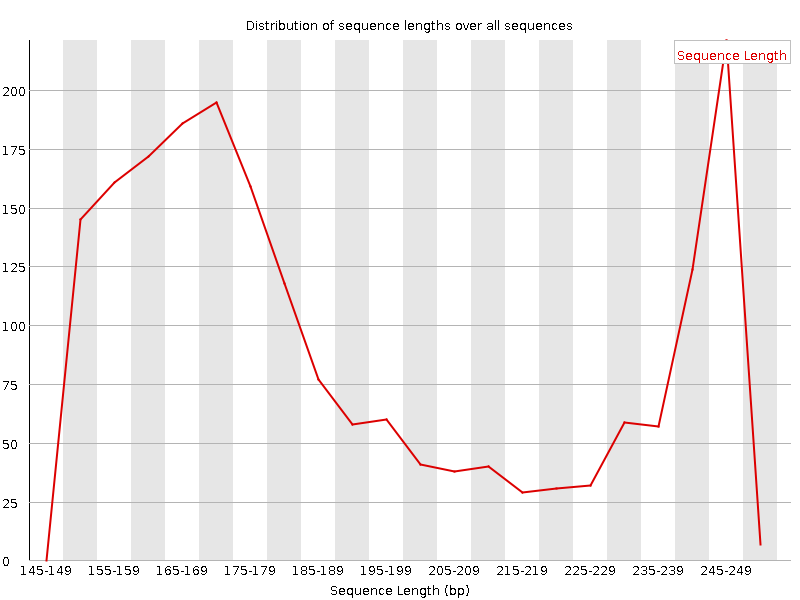 Distribution of sequence lengths over all sequences
Sequence Length
200
175
150
125
100
75
50
25
0
145-149 155-159 165-169 175-179 185-189 195-199 205-209 215-219 225-229 235-239 245-249
Sequence Length (bp)